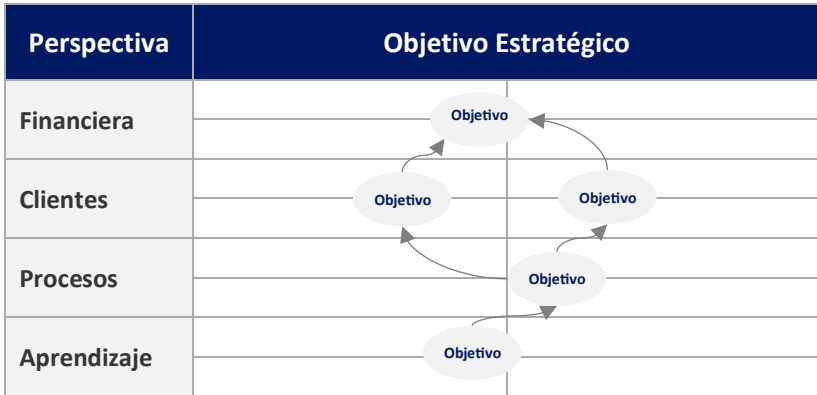 Perspectiva
Objetivo Estratégico
Financiera
Objetivo
Clientes
Objetivo
Objetivo
Procesos
Objetivo
Aprendizaje
Objetivo